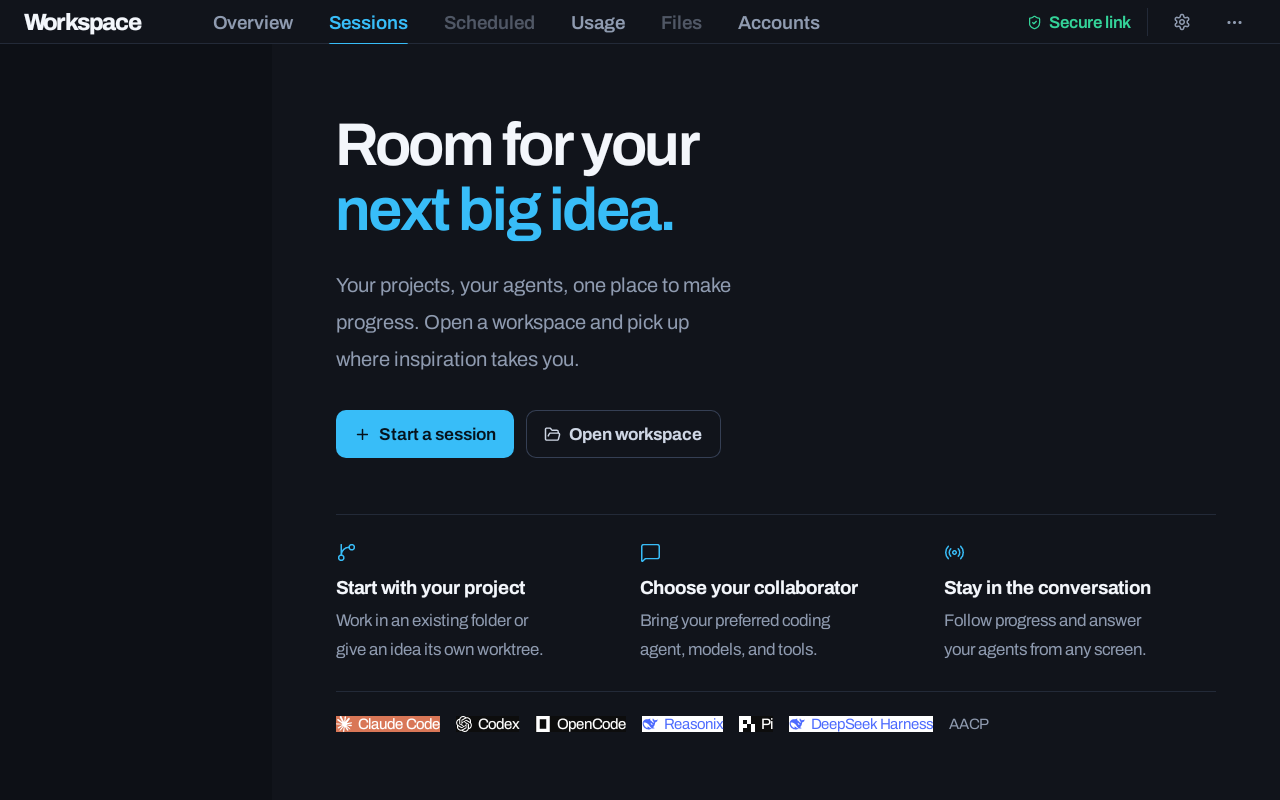 Workspace
Overview
Sessions
Scheduled
Usage
Files
Accounts
Secure link
Room for your
next big idea.
Your projects, your agents, one place to make
progress. Open a workspace and pick up
where inspiration takes you.
Start a session
Open workspace
Start with your project
Work in an existing folder or
give an idea its own worktree.
Choose your collaborator
Bring your preferred coding
agent, models, and tools.
Stay in the conversation
Follow progress and answer
your agents from any screen.
Claude Code
Codex
OpenCode
Reasonix
Pi
DeepSeek Harness
AACP